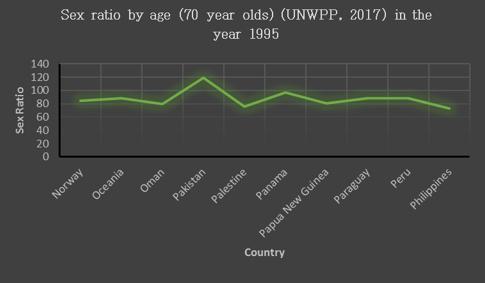 Sex ratio by age (70 year olds) (UNWPP, 2017) in the
year 1995
140
120
100
80
60
40
20
0
Sex Ratio
Norway
Oceania
Oman
Pakistan
Palestine
Panama
Papua New Guinea
Paraguay
Peru
Philippines
Country